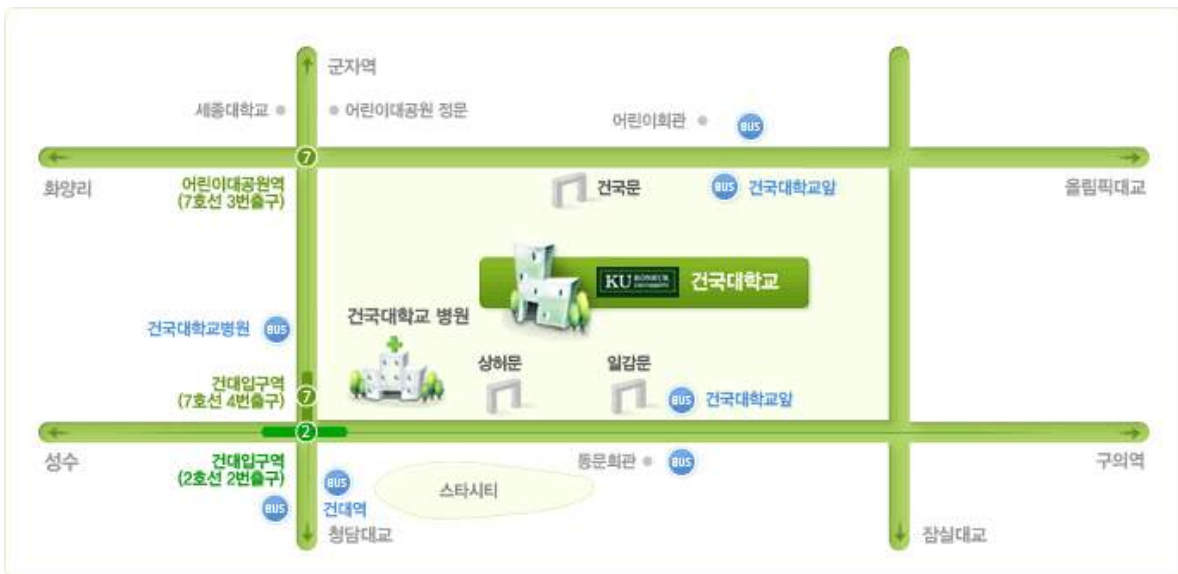 군자역
세종대학교
어린이대공원 정문
어린이회관
BUS
7
화양리
어린이대공원역
(7호선 3번출구)
건국문
BUS
건국대학교앞
올림픽대교
KU KONKUK UNIVERSITY
건국대학교
건국대학교병원
BUS
건국대학교 병원
상허문
일감문
건대입구역
(7호선 4번출구)
7
BUS
건국대학교앞
2
성수
건대입구역
(2호선 2번출구)
동문회관
BUS
구의역
BUS
스타시티
BUS
건대역
청담대교
잠실대교